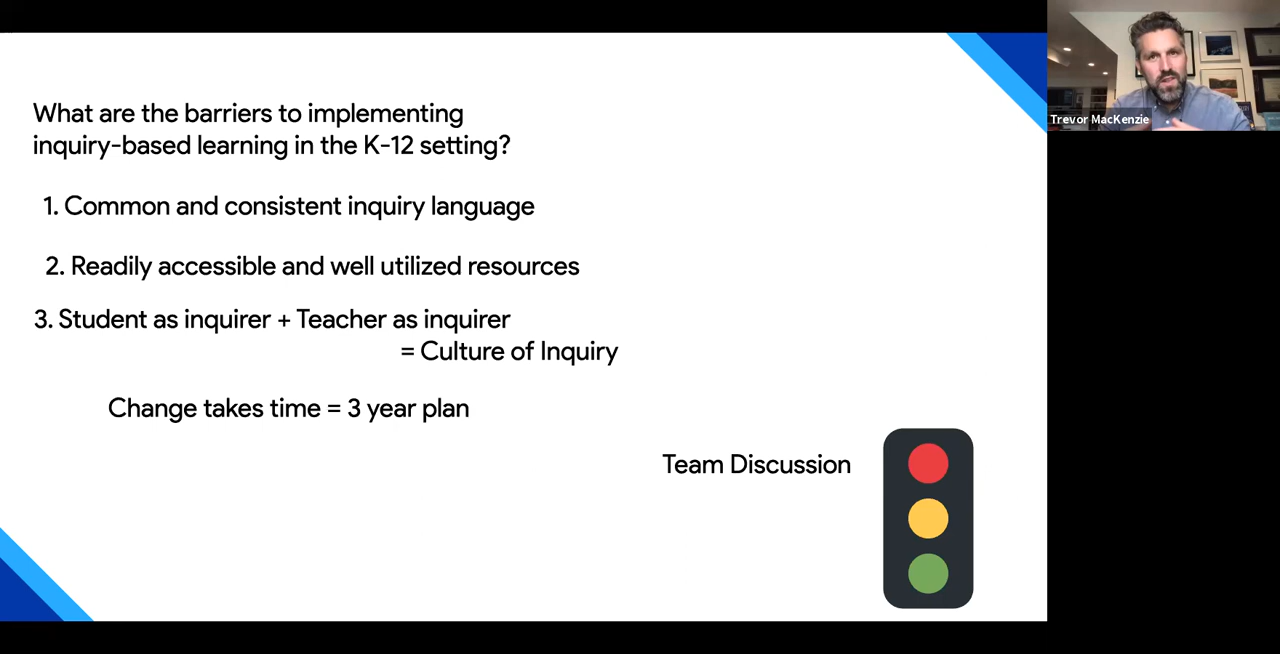 What are the barriers to implementing
inquiry-based learning in the K-12 setting?
1. Common and consistent inquiry language
2. Readily accessible and well utilized resources
3. Student as inquirer + Teacher as inquirer
= Culture of Inquiry
Change takes time = 3 year plan
Team Discussion
Trevor MacKenzie